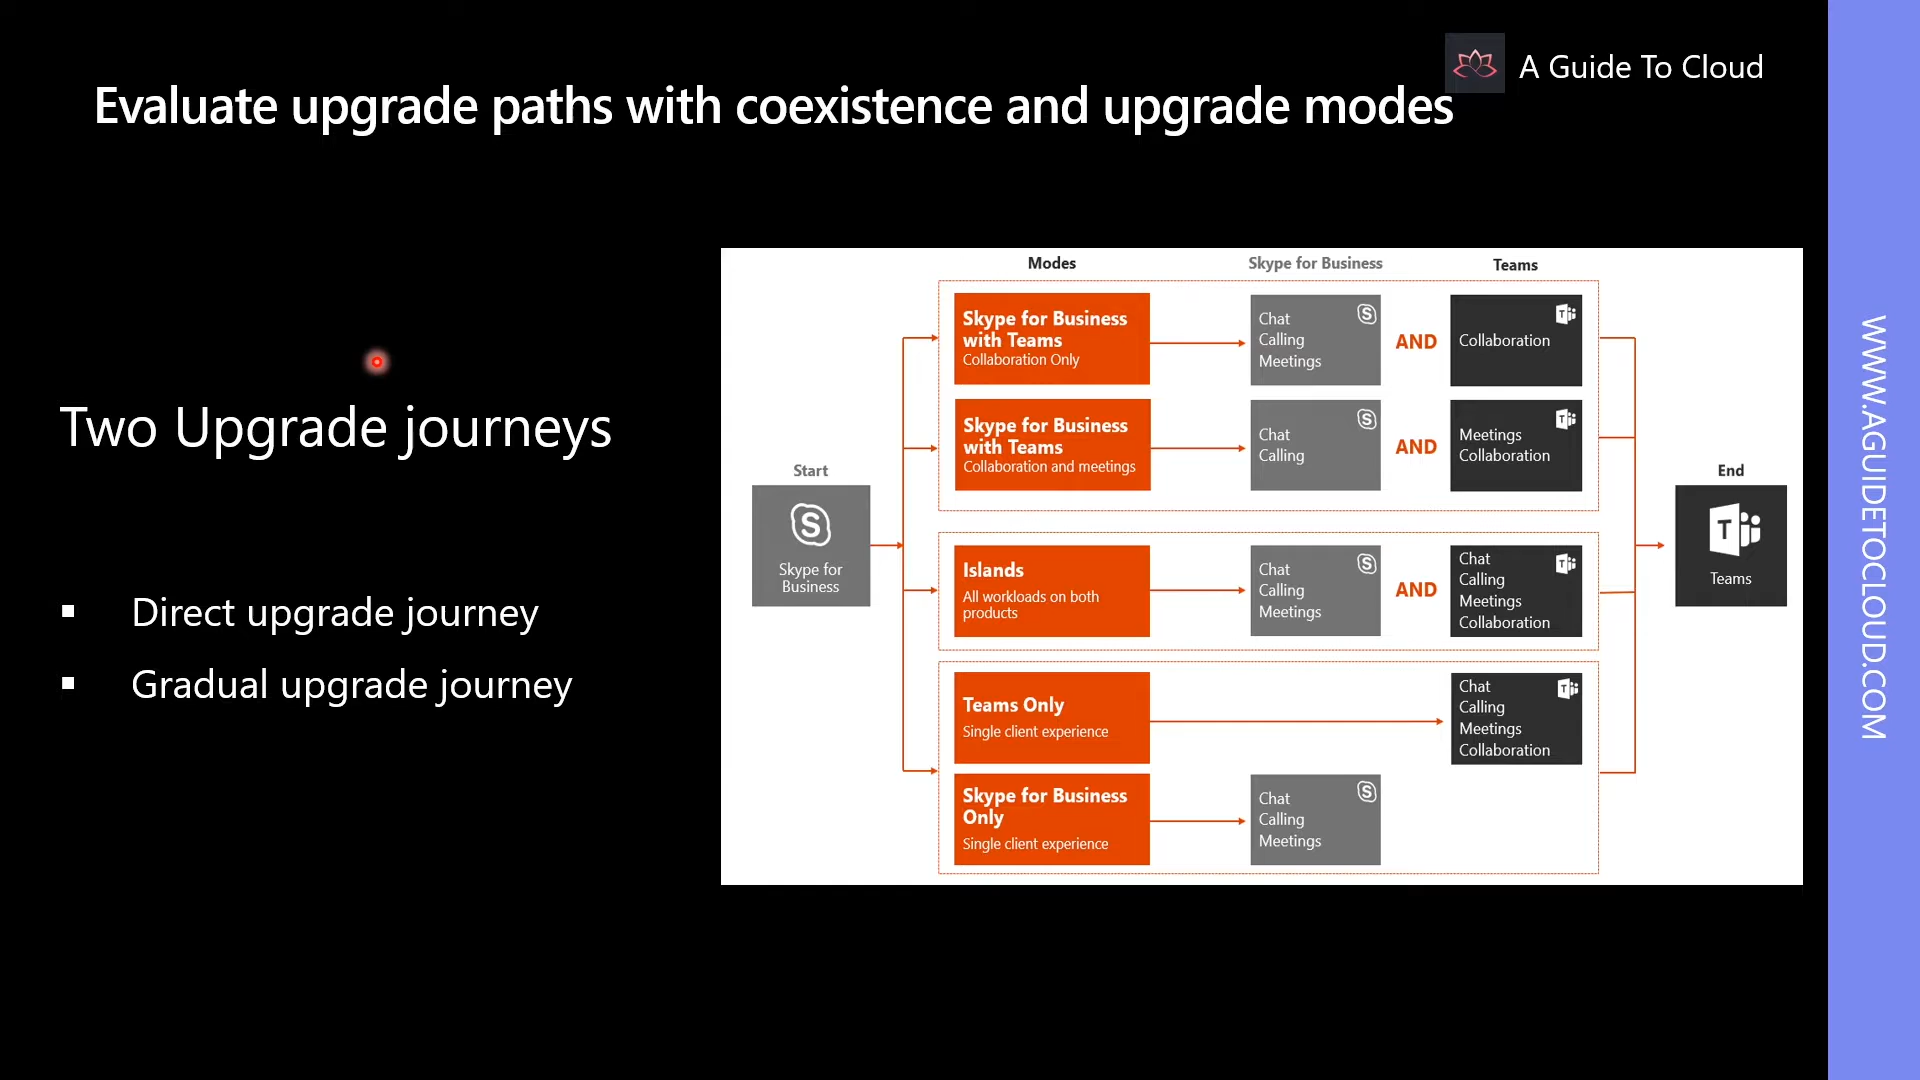 A Guide To Cloud
Evaluate upgrade paths with coexistence and upgrade modes
Two Upgrade journeys
▪ Direct upgrade journey
▪ Gradual upgrade journey
Modes
Skype for Business
Teams
Start
S
Skype for
Business
Skype for Business
with Teams
Collaboration Only
Chat
Calling
Meetings
S
AND
Collaboration
T
Skype for Business
with Teams
Collaboration and meetings
Chat
Calling
S
AND
Meetings
Collaboration
T
Islands
All workloads on both
products
Chat
Calling
Meetings
S
AND
Chat
Calling
Meetings
Collaboration
T
Teams Only
Single client experience
Chat
Calling
Meetings
Collaboration
T
Skype for Business
Only
Single client experience
Chat
Calling
Meetings
S
End
T
Teams
WWW.AGUIDETOCLOUD.COM